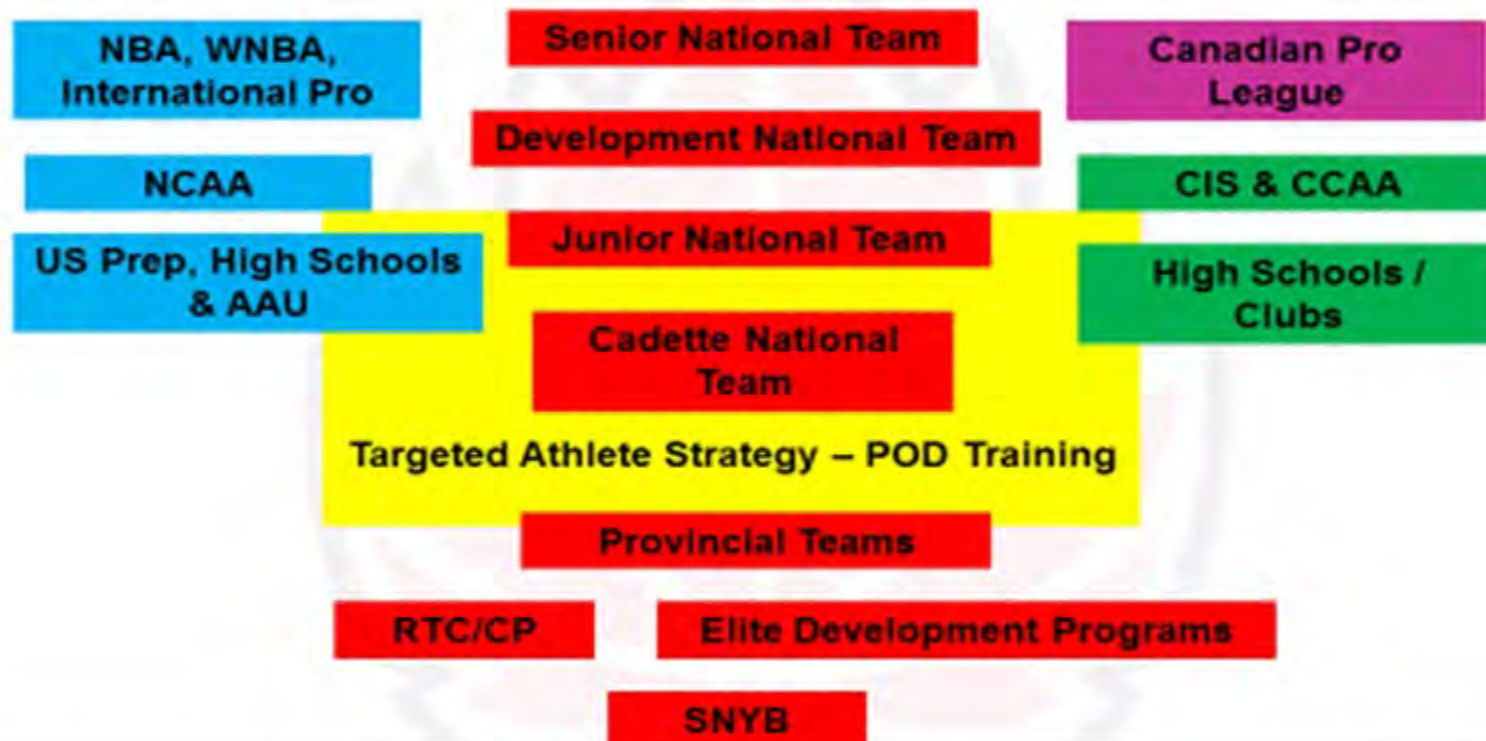 NBA, WNBA,
International Pro
Senior National Team
Canadian Pro
League
Development National Team
NCAA
CIS & CCAA
Junior National Team
US Prep, High Schools
& AAU
High Schools /
Clubs
Cadette National
Team
Targeted Athlete Strategy – POD Training
Provincial Teams
RTC/CP
Elite Development Programs
SNYB